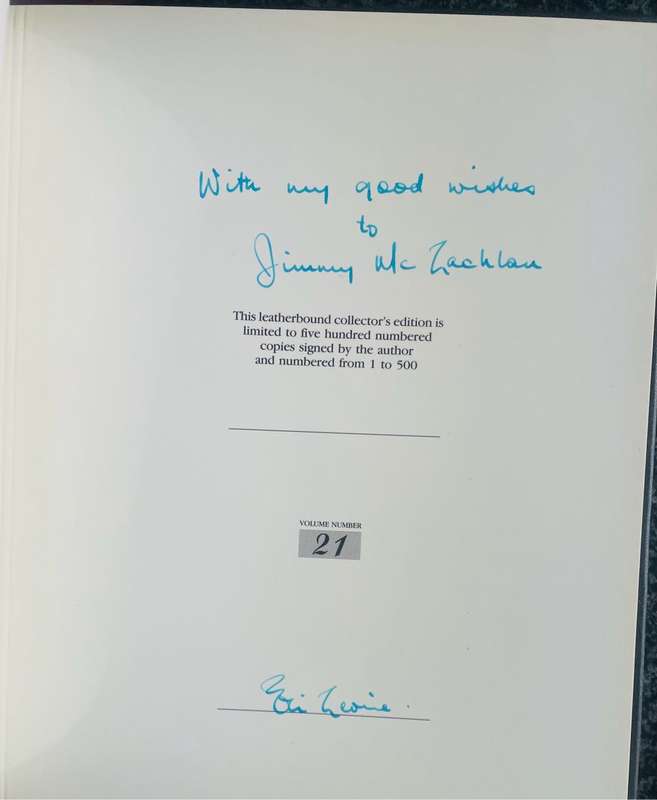 With my good wishes
to
Jimmy McLachlan
This leatherbound collector's edition is
limited to five hundred numbered
copies signed by the author
and numbered from 1 to 500
VOLUME NUMBER
21
Levine.